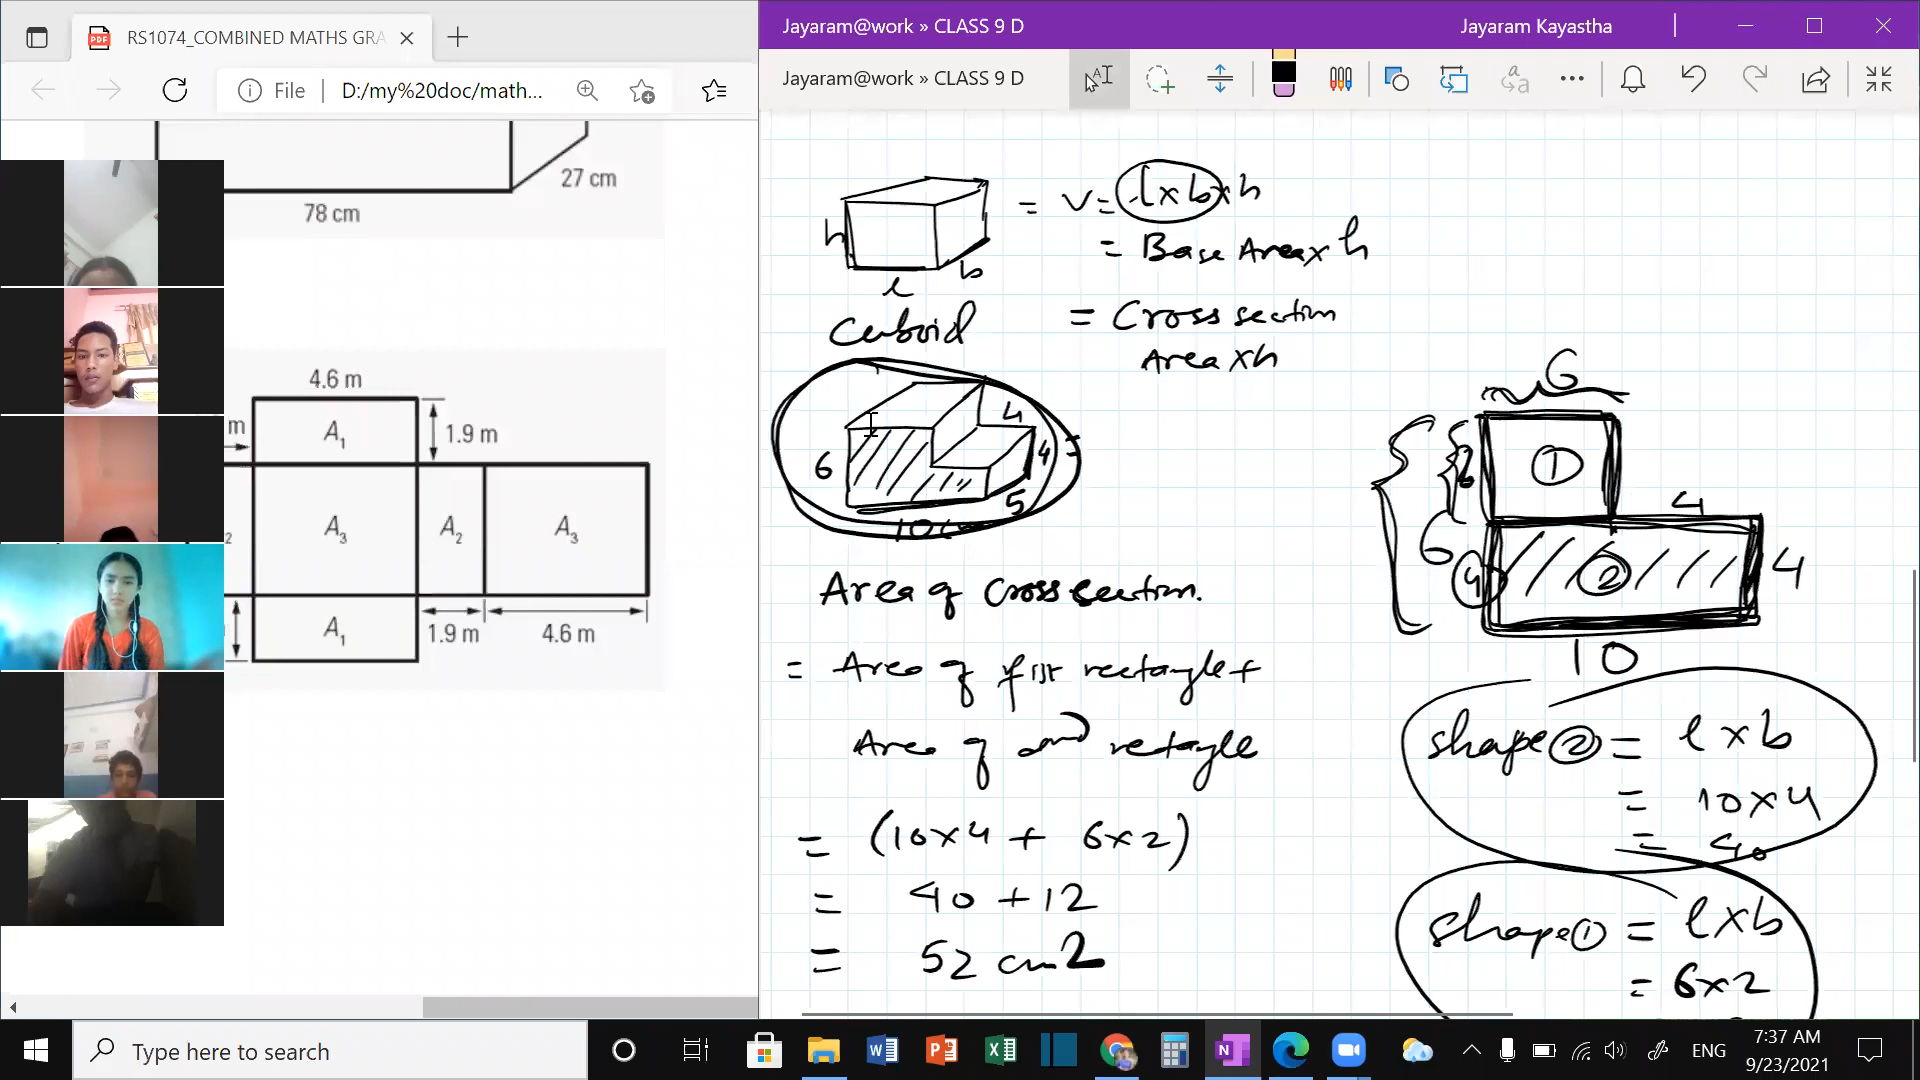 RS1074_COMBINED MATHS GRA
File
D:/my%20doc/math...
27 cm
78 cm
4.6 m
m
A1
1.9 m
2
A3
A2
A3
A1
1.9 m
4.6 m
Jayaram@work » CLASS 9 D
Jayaram Kayastha
Jayaram@work » CLASS 9 D
h
l
b
= V = l x b x h
= Base Area x h
Cuboid
= Cross section
Area x h
6
4
4
5
10c
=
6
2
1
4
6
4
2
4
10
Area of cross section.
= Area of first rectangle +
Area of 2nd rectangle
= (10x4 + 6x2)
= 40 + 12
= 52 cm2
shape 2 = l x b
= 10 x 4
= 40
shape 1 = l x b
= 6 x 2
Type here to search
ENG
7:37 AM
9/23/2021